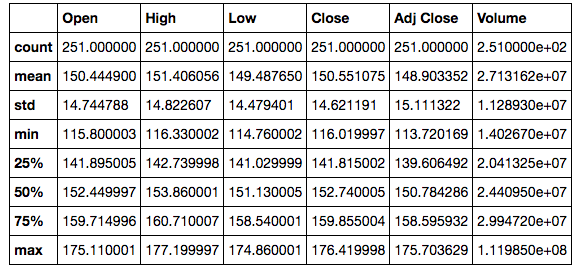 Open High Low Close Adj Close Volume
count 251.000000 251.000000 251.000000 251.000000 251.000000 2.510000e+02
mean 150.444900 151.406056 149.487650 150.551075 148.903352 2.713162e+07
std 14.744788 14.822607 14.479401 14.621191 15.111322 1.128930e+07
min 115.800003 116.330002 114.760002 116.019997 113.720169 1.402670e+07
25% 141.895005 142.739998 141.029999 141.815002 139.606492 2.041325e+07
50% 152.449997 153.860001 151.130005 152.740005 150.784286 2.440950e+07
75% 159.714996 160.710007 158.540001 159.855004 158.595932 2.994720e+07
max 175.110001 177.199997 174.860001 176.419998 175.703629 1.119850e+08